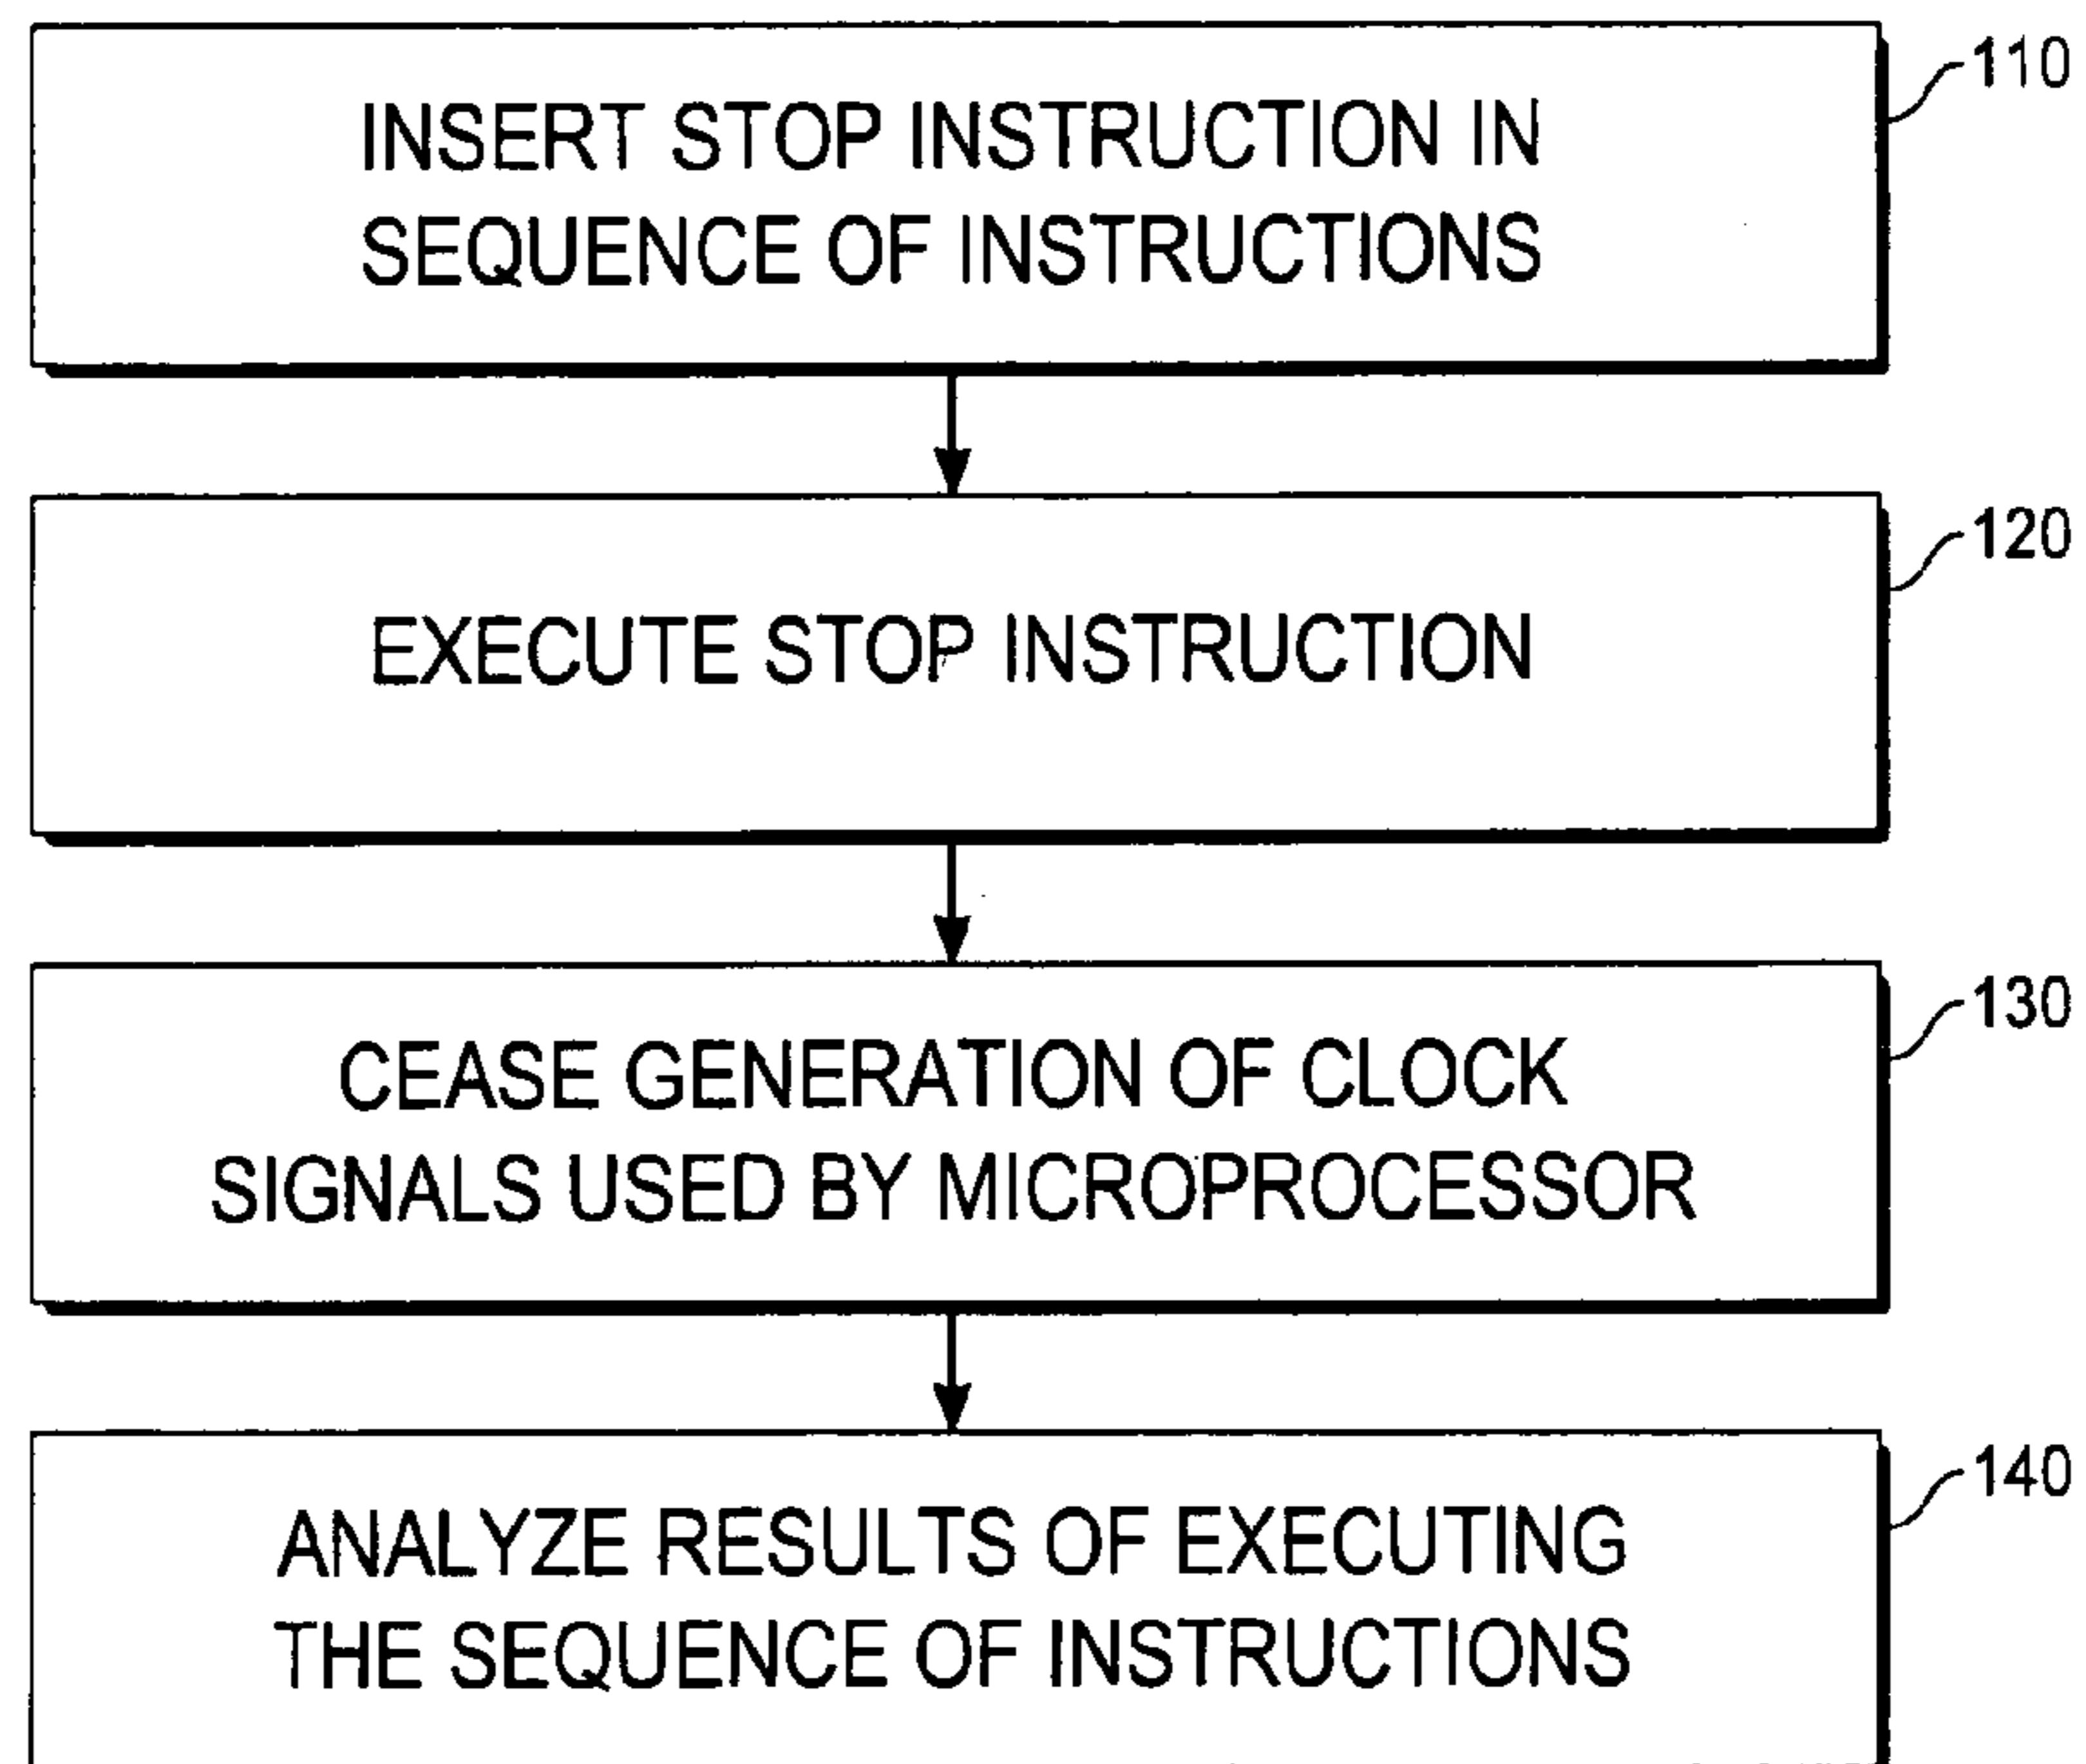 110
INSERT STOP INSTRUCTION IN
SEQUENCE OF INSTRUCTIONS
120
EXECUTE STOP INSTRUCTION
130
CEASE GENERATION OF CLOCK
SIGNALS USED BY MICROPROCESSOR
140
ANALYZE RESULTS OF EXECUTING
THE SEQUENCE OF INSTRUCTIONS